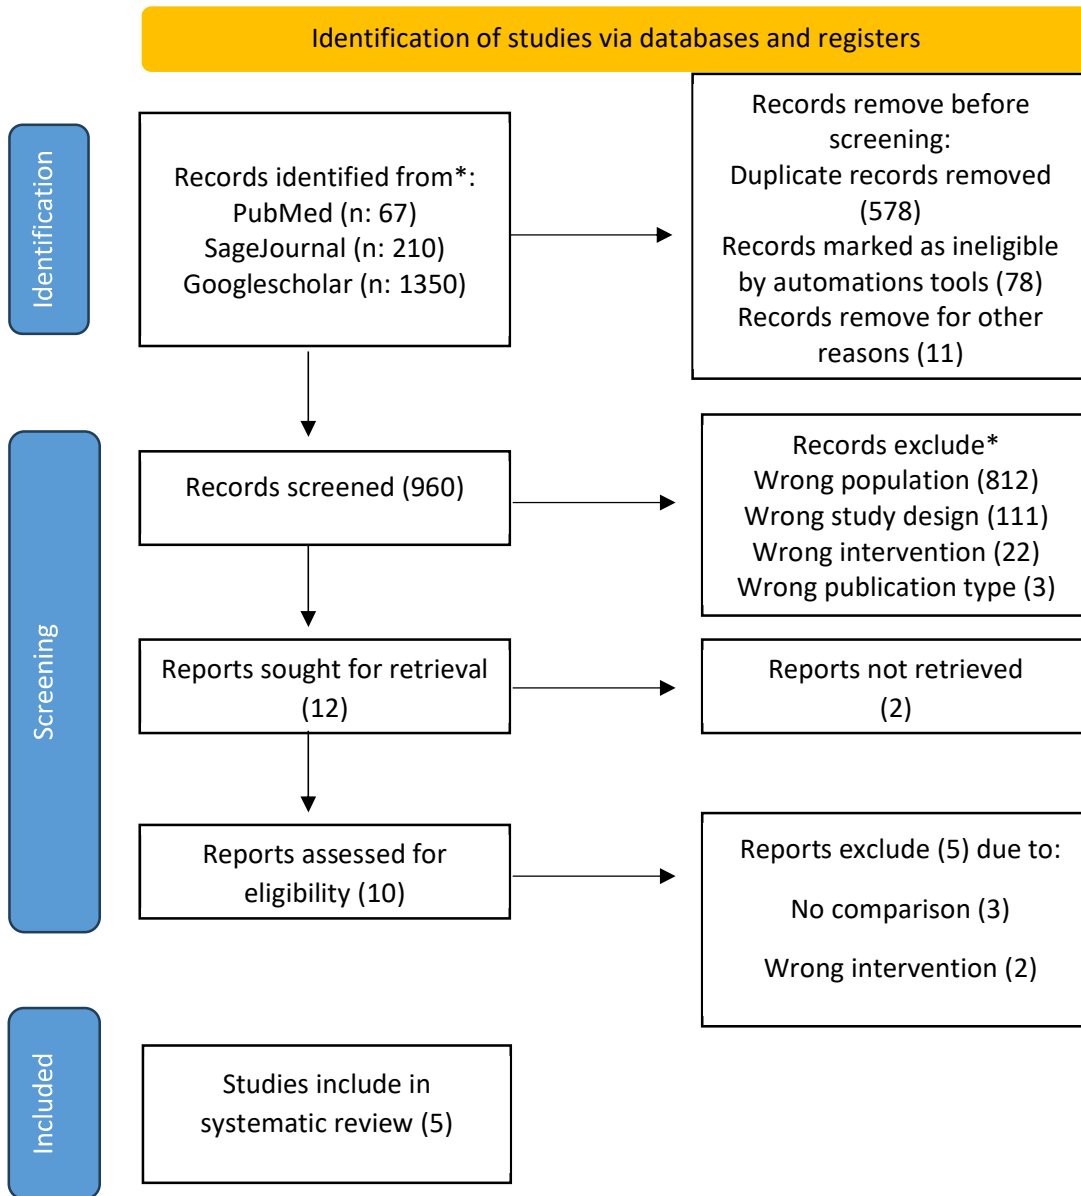 Identification of studies via databases and registers
Identification
Records identified from*:
PubMed (n: 67)
SageJournal (n: 210)
Googlescholar (n: 1350)
Records remove before
screening:
Duplicate records removed
(578)
Records marked as ineligible
by automations tools (78)
Records remove for other
reasons (11)
Screening
Records screened (960)
Records exclude*
Wrong population (812)
Wrong study design (111)
Wrong intervention (22)
Wrong publication type (3)
Reports sought for retrieval
(12)
Reports not retrieved
(2)
Reports assessed for
eligibility (10)
Reports exclude (5) due to:
No comparison (3)
Wrong intervention (2)
Included
Studies include in
systematic review (5)